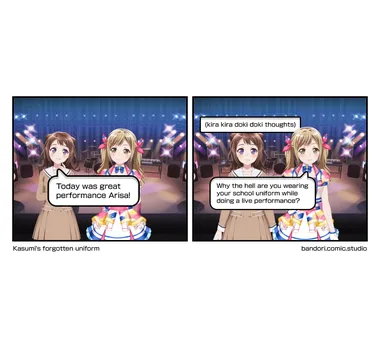 Today was great
performance Arisa!
(kira kira doki doki thoughts)
Why the hell are you wearing
your school uniform while
doing a live performance?
Kasumi's forgotten uniform
bandori.comic.studio